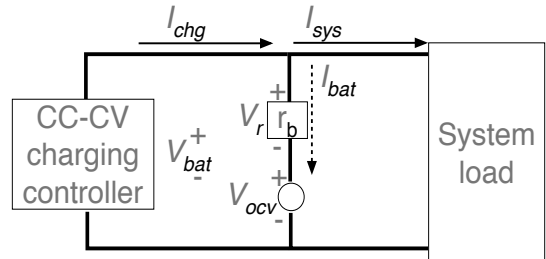 I_chg
I_sys
I_bat
CC-CV
charging
controller
V_bat
+
-
V_r
+
r_b
-
V_ocv
+
-
System
load